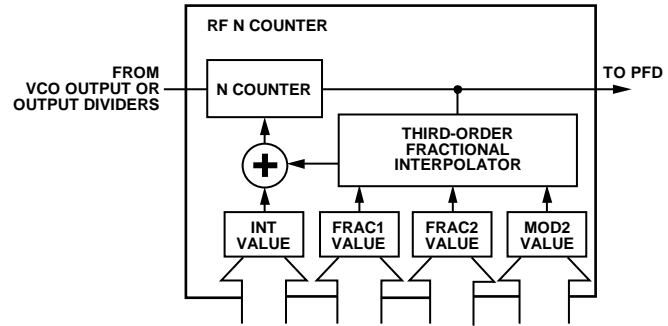 RF N COUNTER
FROM
VCO OUTPUT OR
OUTPUT DIVIDERS
N COUNTER
TO PFD
THIRD-ORDER
FRACTIONAL
INTERPOLATOR
+
INT
VALUE
FRAC1
VALUE
FRAC2
VALUE
MOD2
VALUE